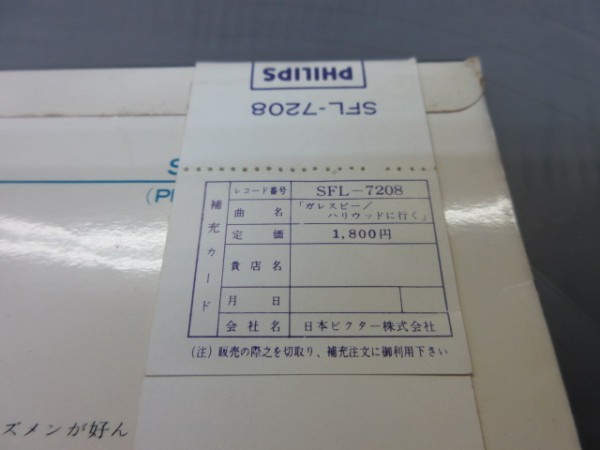 PHILIPS
SFL-7208
S
(P
補充カード
レコード番号 SFL-7208
曲名 「ガレスピー/
ハリウッドに行く」
定価 1,800円
貴店名
月日
会社名 日本ビクター株式会社
(注) 販売の際之を切取り、補充注文に御利用下さい
ズメンが好ん